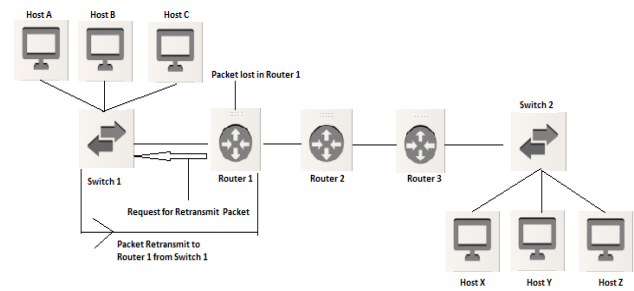 Host A
Host B
Host C
Packet lost in Router 1
Switch 2
Switch 1
Router 1
Router 2
Router 3
Request for Retransmit Packet
Packet Retransmit to
Router 1 from Switch 1
Host X
Host Y
Host Z